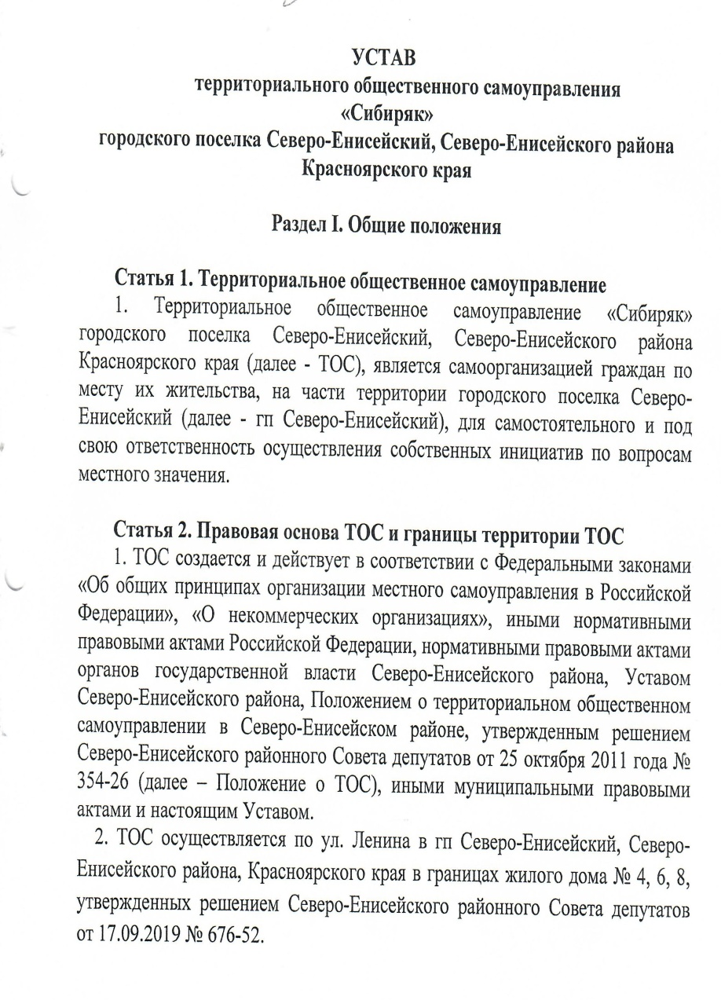 УСТАВ
территориального общественного самоуправления
«Сибиряк»
городского поселка Северо-Енисейский, Северо-Енисейского района
Красноярского края
Раздел I. Общие положения
Статья 1. Территориальное общественное самоуправление
1. Территориальное общественное самоуправление «Сибиряк»
городского поселка Северо-Енисейский, Северо-Енисейского района
Красноярского края (далее - ТОС), является самоорганизацией граждан по
месту их жительства, на части территории городского поселка Северо-
Енисейский (далее - гп Северо-Енисейский), для самостоятельного и под
свою ответственность осуществления собственных инициатив по вопросам
местного значения.
Статья 2. Правовая основа ТОС и границы территории ТОС
1. ТОС создается и действует в соответствии с Федеральными законами
«Об общих принципах организации местного самоуправления в Российской
Федерации», «О некоммерческих организациях», иными нормативными
правовыми актами Российской Федерации, нормативными правовыми актами
органов государственной власти Северо-Енисейского района, Уставом
Северо-Енисейского района, Положением о территориальном общественном
самоуправлении в Северо-Енисейском районе, утвержденным решением
Северо-Енисейского районного Совета депутатов от 25 октября 2011 года №
354-26 (далее – Положение о ТОС), иными муниципальными правовыми
актами и настоящим Уставом.
2. ТОС осуществляется по ул. Ленина в гп Северо-Енисейский, Северо-
Енисейского района, Красноярского края в границах жилого дома № 4, 6, 8,
утвержденных решением Северо-Енисейского районного Совета депутатов
от 17.09.2019 № 676-52.